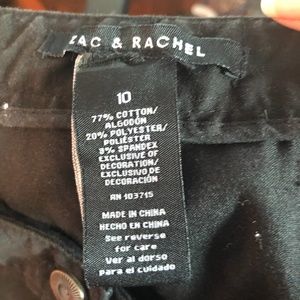 ZAC & RACHEL
10
77% COTTON/
ALGODÓN
20% POLYESTER/
POLIÉSTER
3% SPANDEX
EXCLUSIVE OF
DECORATION/
EXCLUSIVO DE
DECORACIÓN
RN 103715
MADE IN CHINA
HECHO EN CHINA
See reverse
for care
Ver al dorso
Para el cuidado